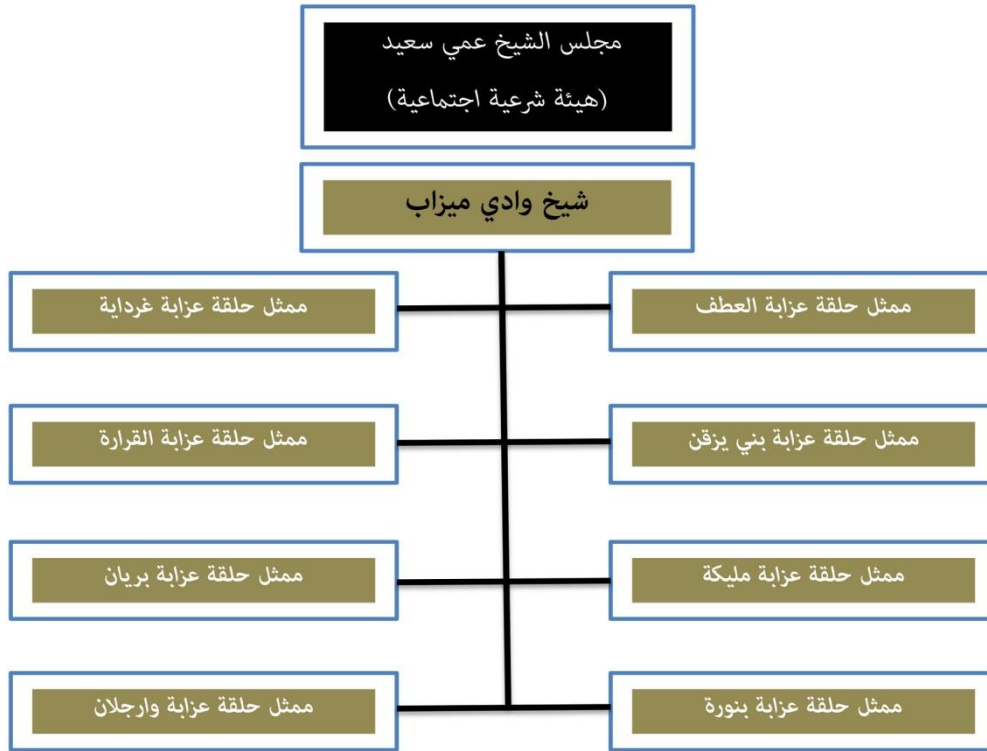 مجلس الشيخ عمي سعيد
(هيئة شرعية اجتماعية)
شيخ وادي ميزاب
ممثل حلقة عزابة العطف
ممثل حلقة عزابة غرداية
ممثل حلقة عزابة بني يزقن
ممثل حلقة عزابة القرارة
ممثل حلقة عزابة مليكة
ممثل حلقة عزابة بريان
ممثل حلقة عزابة بنورة
ممثل حلقة عزابة وارجلان